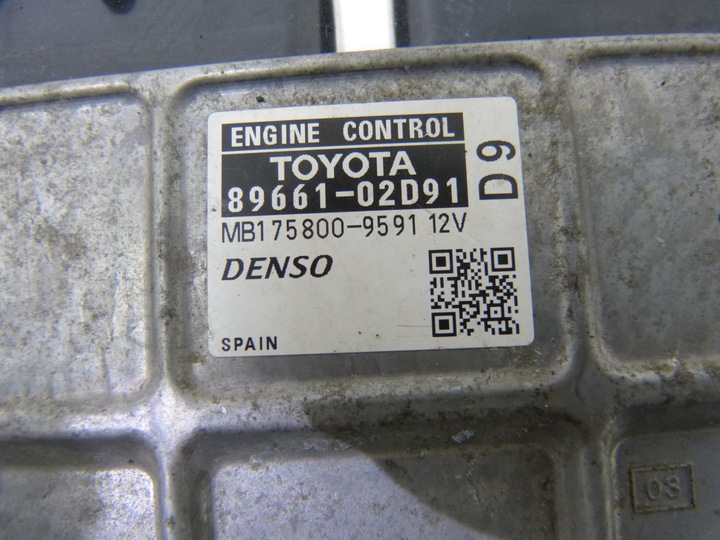 ENGINE CONTROL
TOYOTA
89661-02D91
D9
MB175800-9591 12V
DENSO
SPAIN
03